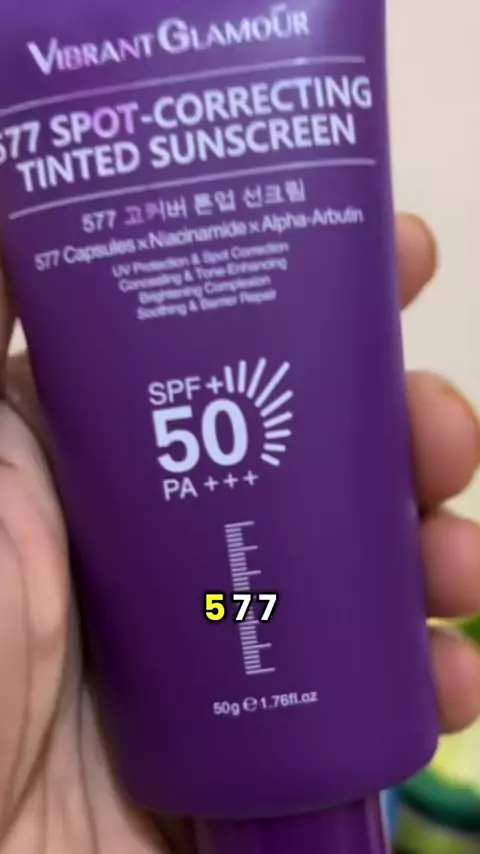 VIBRANT GLAMOUR
577 SPOT-CORRECTING
TINTED SUNSCREEN
577 고커버 톤업 선크림
577 Capsules x Niacinamide x Alpha-Arbutin
UV Protection & Spot Correction
Concealing & Tone Enhancing
Brightening Complexion
Soothing & Barrier Repair
SPF+
50
PA+++
577
50g ℮ 1.76fl.oz